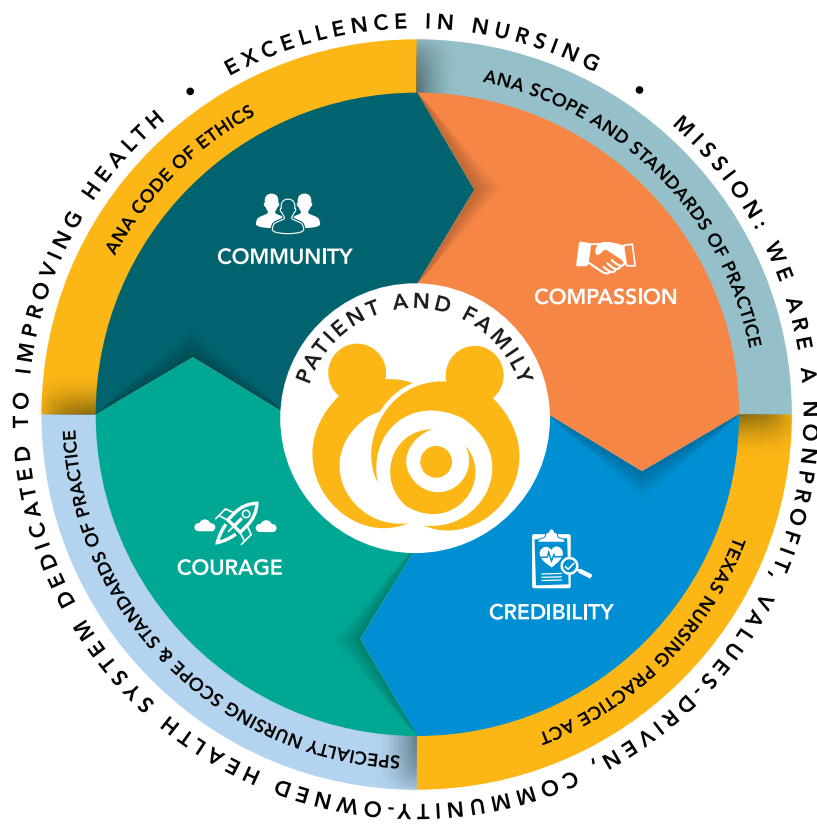 EXCELLENCE IN NURSING • MISSION: WE ARE A NONPROFIT, VALUES-DRIVEN, COMMUNITY-OWNED HEALTH SYSTEM DEDICATED TO IMPROVING HEALTH •
ANA CODE OF ETHICS
ANA SCOPE AND STANDARDS OF PRACTICE
TEXAS NURSING PRACTICE ACT
SPECIALTY NURSING SCOPE & STANDARDS OF PRACTICE
COMMUNITY
COMPASSION
CREDIBILITY
COURAGE
PATIENT AND FAMILY